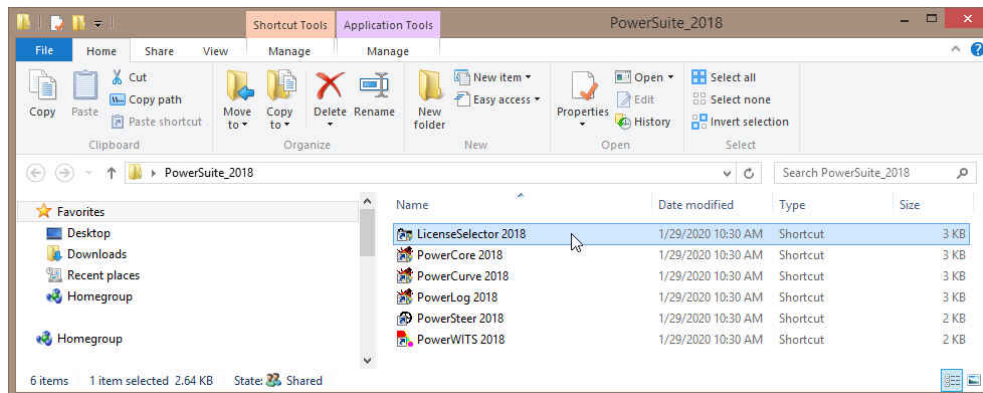 Shortcut Tools Application Tools PowerSuite_2018
File Home Share View Manage Manage
Copy
Paste
Cut
Copy path
Paste shortcut
Clipboard
Move to
Copy to
Delete
Rename
Organize
New folder
New item
Easy access
New
Properties
Open
Edit
History
Open
Select all
Select none
Invert selection
Select
PowerSuite_2018 Search PowerSuite_2018
Favorites
Desktop
Downloads
Recent places
Homegroup
Homegroup
Name Date modified Type Size
LicenseSelector 2018 1/29/2020 10:30 AM Shortcut 3 KB
PowerCore 2018 1/29/2020 10:30 AM Shortcut 3 KB
PowerCurve 2018 1/29/2020 10:30 AM Shortcut 3 KB
PowerLog 2018 1/29/2020 10:30 AM Shortcut 3 KB
PowerSteer 2018 1/29/2020 10:30 AM Shortcut 2 KB
PowerWITS 2018 1/29/2020 10:30 AM Shortcut 2 KB
6 items 1 item selected 2.64 KB State: Shared